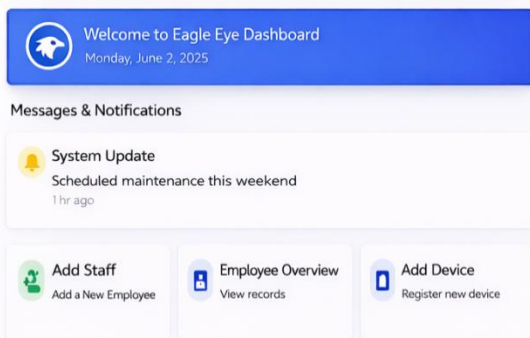 Welcome to Eagle Eye Dashboard
Monday, June 2, 2025
Messages & Notifications
System Update
Scheduled maintenance this weekend
1 hr ago
Add Staff
Add a New Employee
Employee Overview
View records
Add Device
Register new device